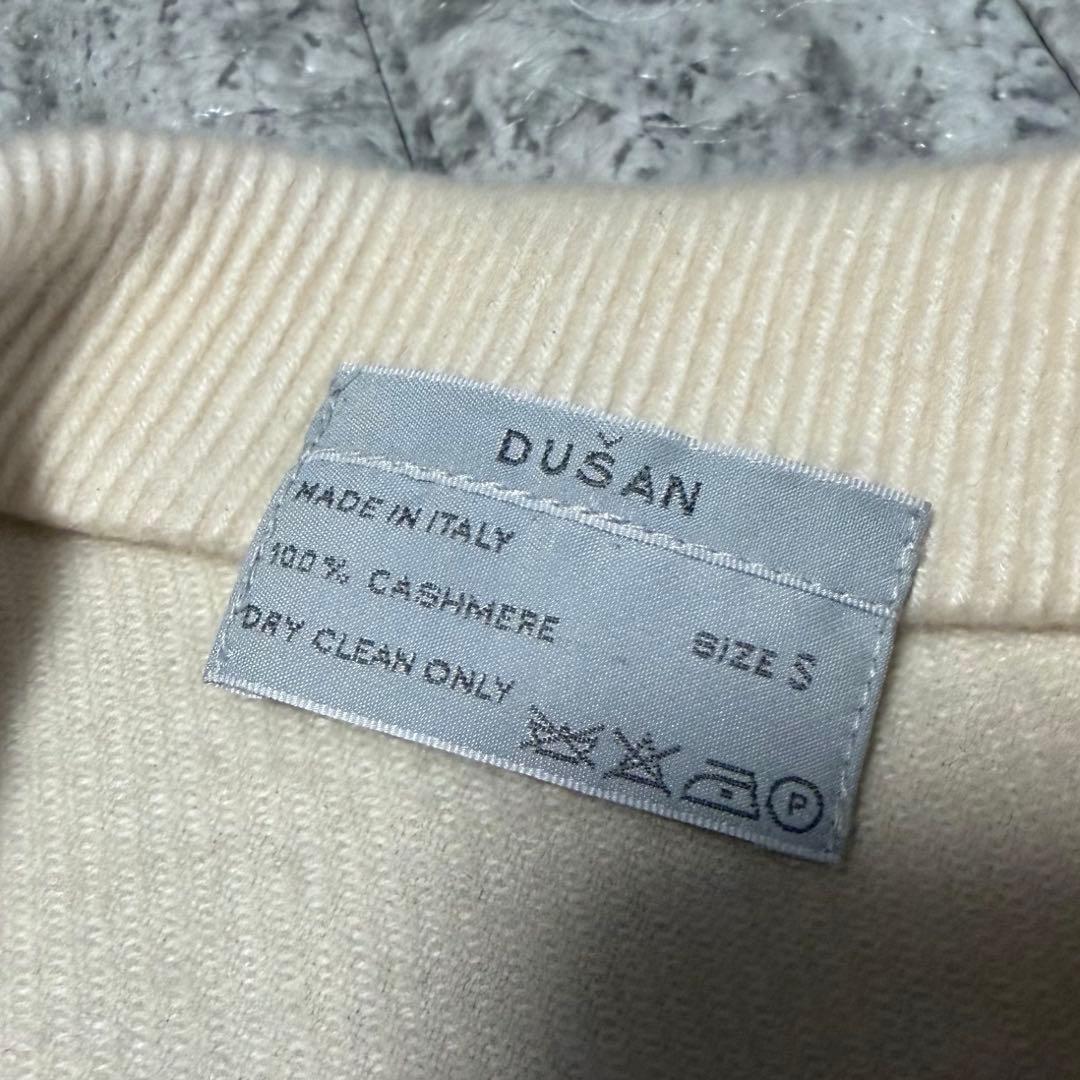 DUŠAN
MADE IN ITALY
100% CASHMERE
SIZE S
DRY CLEAN ONLY
P